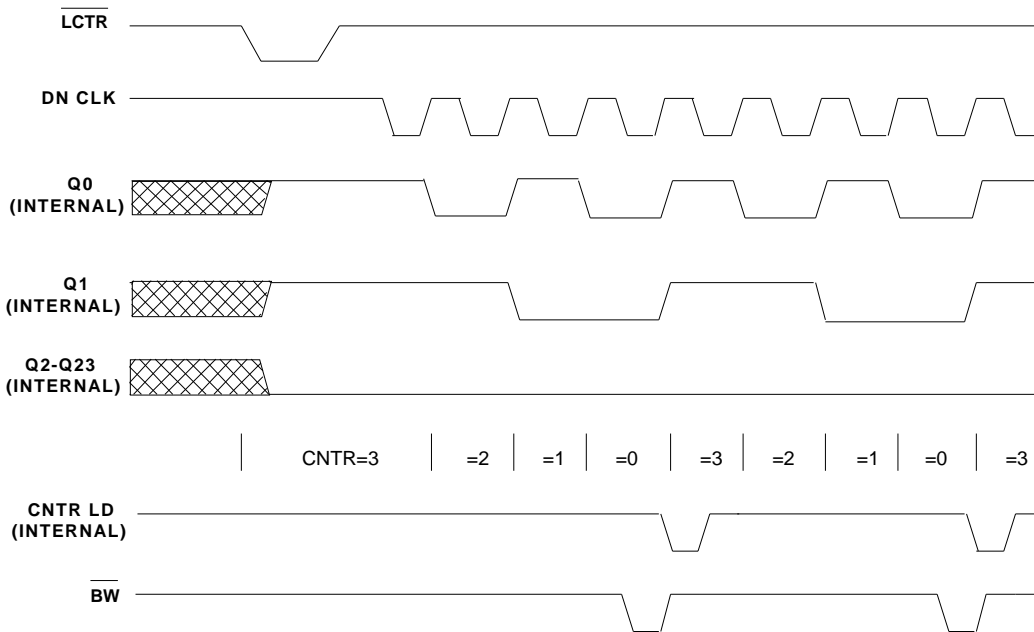 LCTR
DN CLK
Q0
(INTERNAL)
Q1
(INTERNAL)
Q2-Q23
(INTERNAL)
CNTR=3 =2 =1 =0 =3 =2 =1 =0 =3
CNTR LD
(INTERNAL)
BW